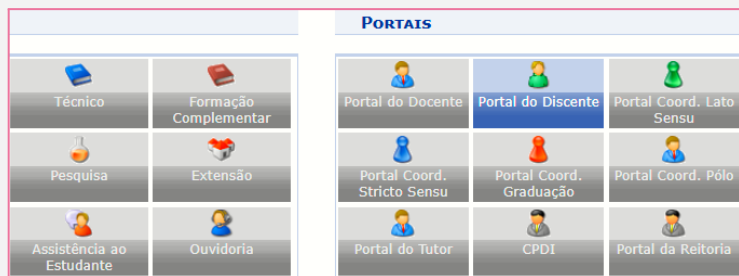 PORTAIS
Técnico
Formação
Complementar
Portal do Docente
Portal do Discente
Portal Coord. Lato
Sensu
Pesquisa
Extensão
Portal Coord.
Stricto Sensu
Portal Coord.
Graduação
Portal Coord. Pólo
Assistência ao
Estudante
Ouvidoria
Portal do Tutor
CPDI
Portal da Reitoria